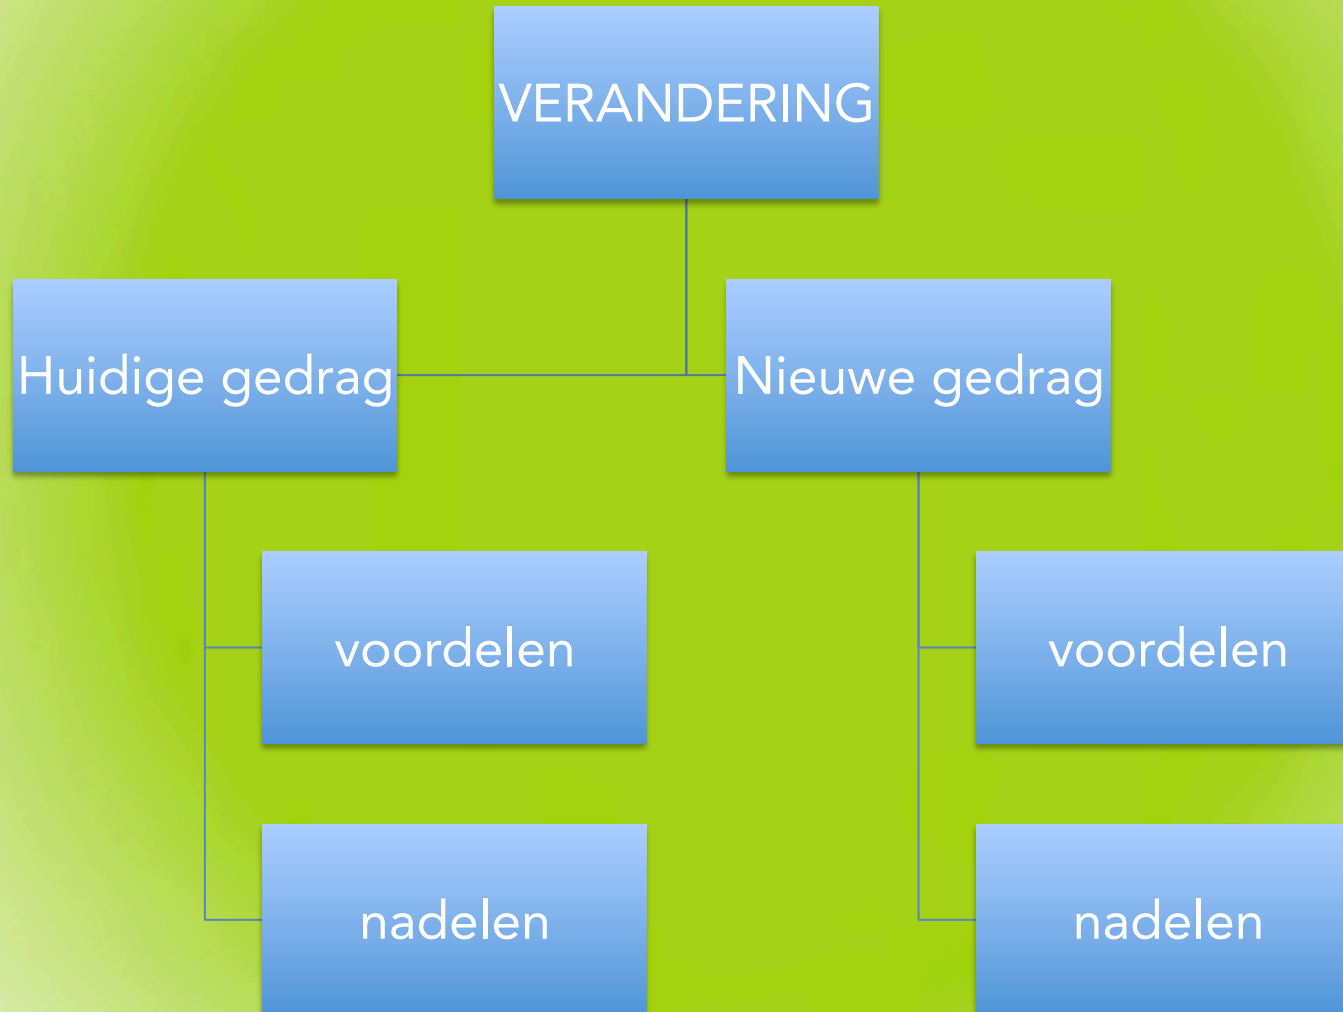 VERANDERING
Huidige gedrag
Nieuwe gedrag
voordelen
voordelen
nadelen
nadelen